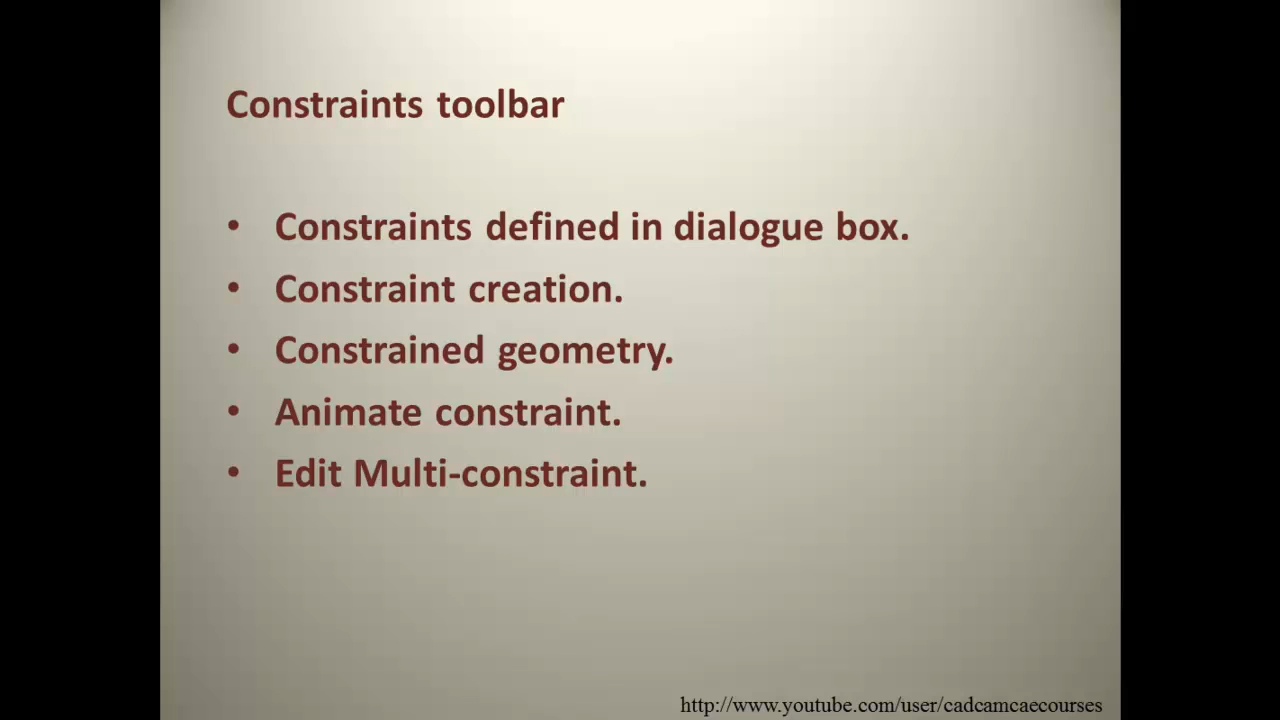 Constraints toolbar
• Constraints defined in dialogue box.
• Constraint creation.
• Constrained geometry.
• Animate constraint.
• Edit Multi-constraint.
http://www.youtube.com/user/cadcamcaecourses